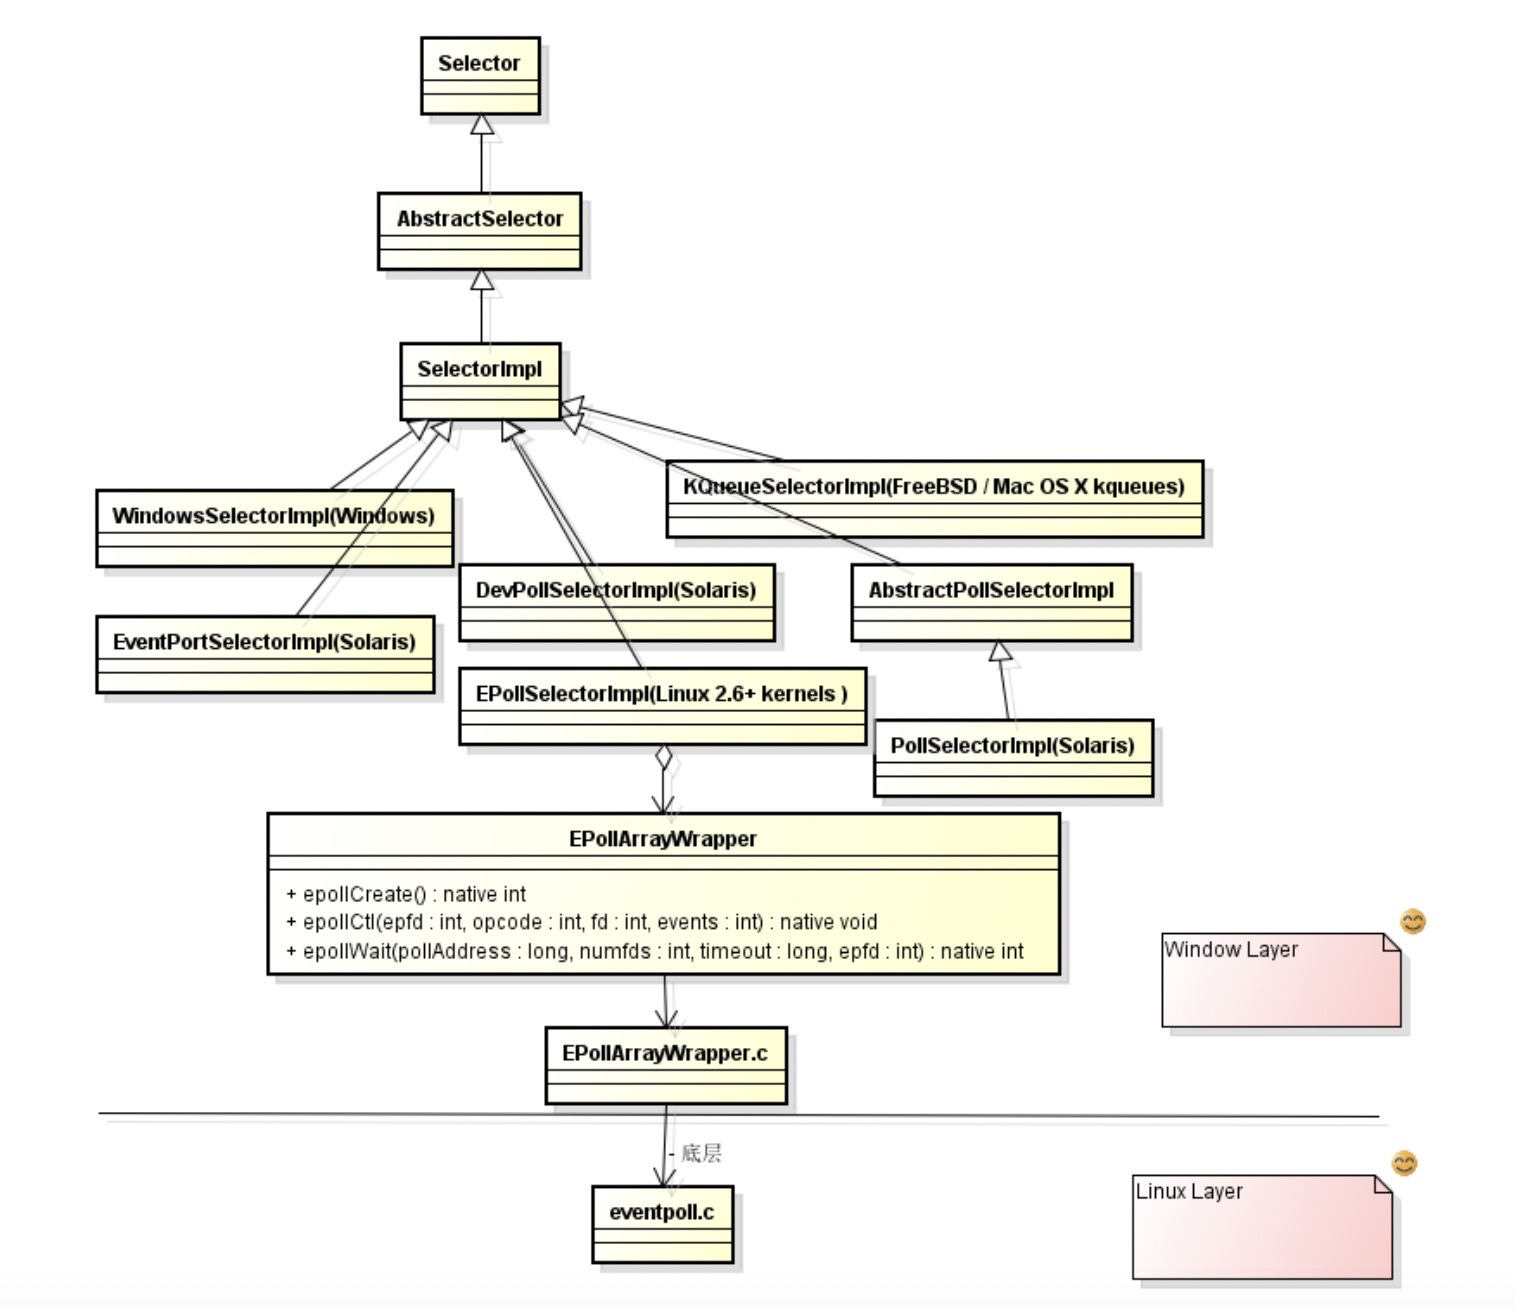 Selector
AbstractSelector
SelectorImpl
KQueueSelectorImpl(FreeBSD / Mac OS X kqueues)
WindowsSelectorImpl(Windows)
DevPollSelectorImpl(Solaris)
AbstractPollSelectorImpl
EventPortSelectorImpl(Solaris)
EPollSelectorImpl(Linux 2.6+ kernels )
PollSelectorImpl(Solaris)
EPollArrayWrapper
+ epollCreate() : native int
+ epollCtl(epfd : int, opcode : int, fd : int, events : int) : native void
+ epollWait(pollAddress : long, numfds : int, timeout : long, epfd : int) : native int
Window Layer
EPollArrayWrapper.c
- 底层
Linux Layer
eventpoll.c